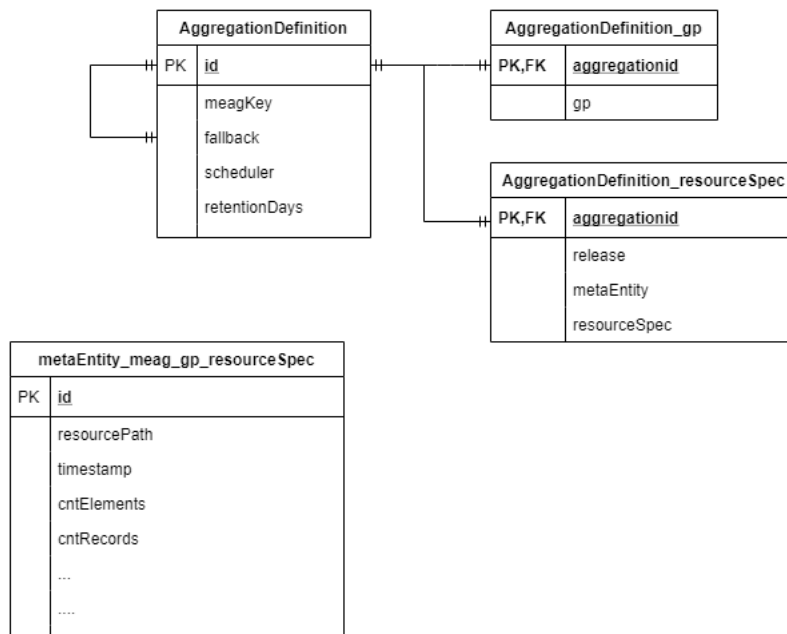 AggregationDefinition
PK id
meagKey
fallback
scheduler
retentionDays
AggregationDefinition_gp
PK,FK aggregationid
gp
AggregationDefinition_resourceSpec
PK,FK aggregationid
release
metaEntity
resourceSpec
metaEntity_meag_gp_resourceSpec
PK id
resourcePath
timestamp
cntElements
cntRecords
...
....